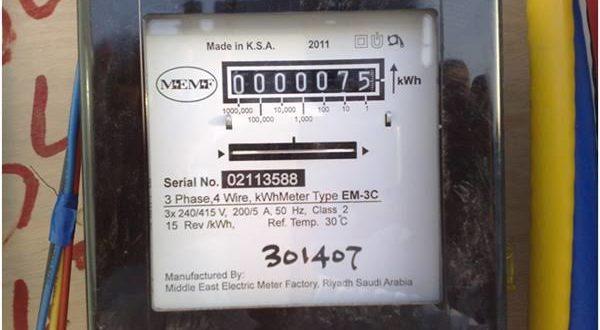 Made in K.S.A. 2011
M·E·M·F
0000075 kWh
1000,000 10,000 100 10 1
100,000 1,000
Serial No. 02113588
3 Phase,4 Wire, kWhMeter Type EM-3C
3x 240/415 V, 200/5 A, 50 Hz, Class 2
15 Rev /kWh, Ref. Temp. 30°C
301407
Manufactured By:
Middle East Electric Meter Factory, Riyadh Saudi Arabia